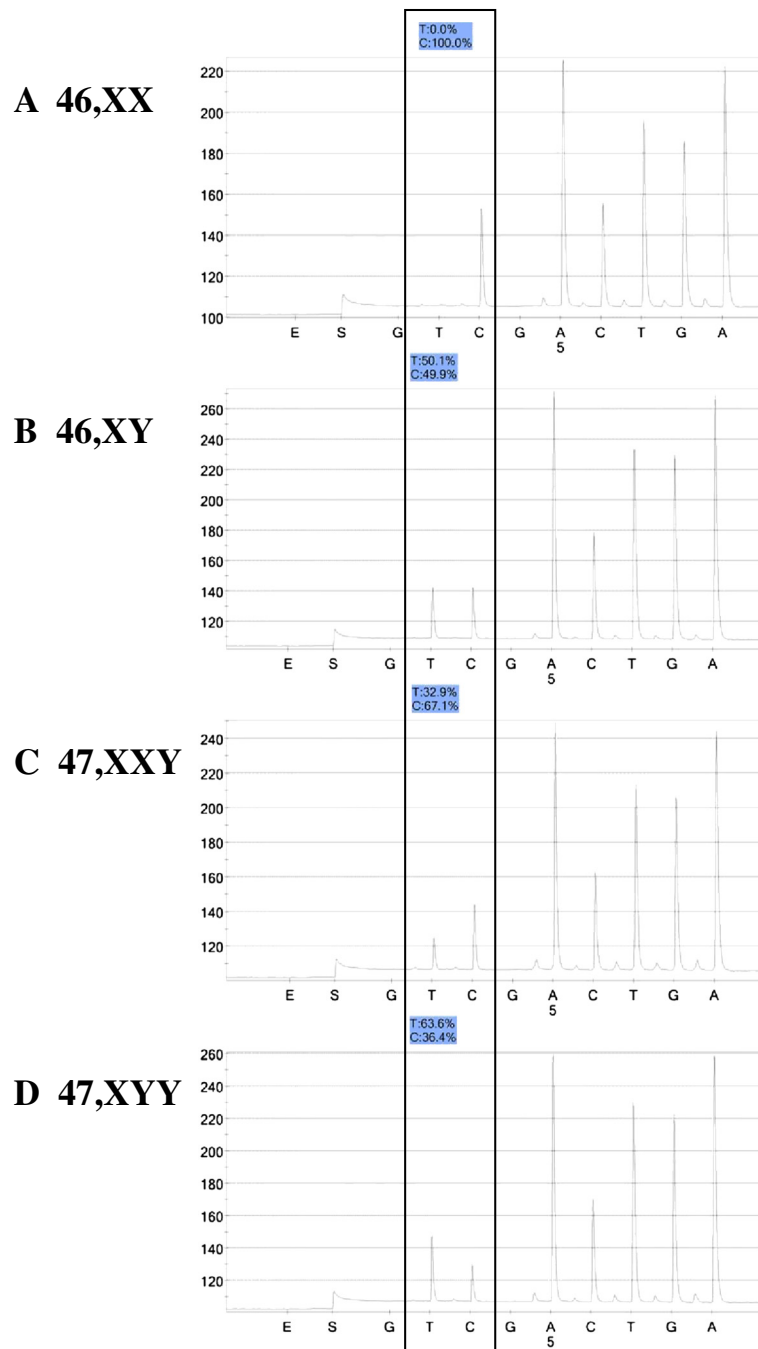 T:0.0%
C:100.0%
A 46,XX
220
200
180
160
140
120
100
E S G T C G A C T G A
5
T:50.1%
C:49.9%
B 46,XY
260
240
220
200
180
160
140
120
E S G T C G A C T G A
5
T:32.9%
C:67.1%
C 47,XXY
240
220
200
180
160
140
120
E S G T C G A C T G A
5
T:63.6%
C:36.4%
D 47,XYY
260
240
220
200
180
160
140
120
E S G T C G A C T G A
5